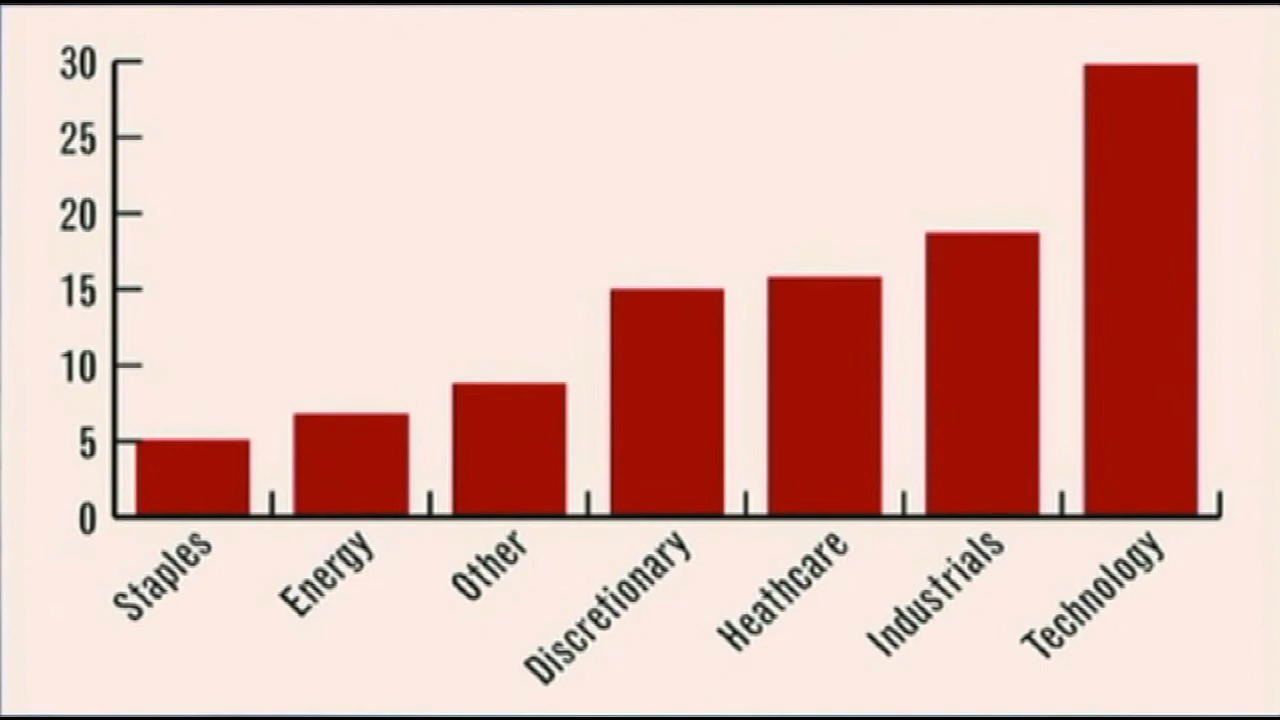 30
25
20
15
10
5
0
Staples
Energy
Other
Discretionary
Heathcare
Industrials
Technology